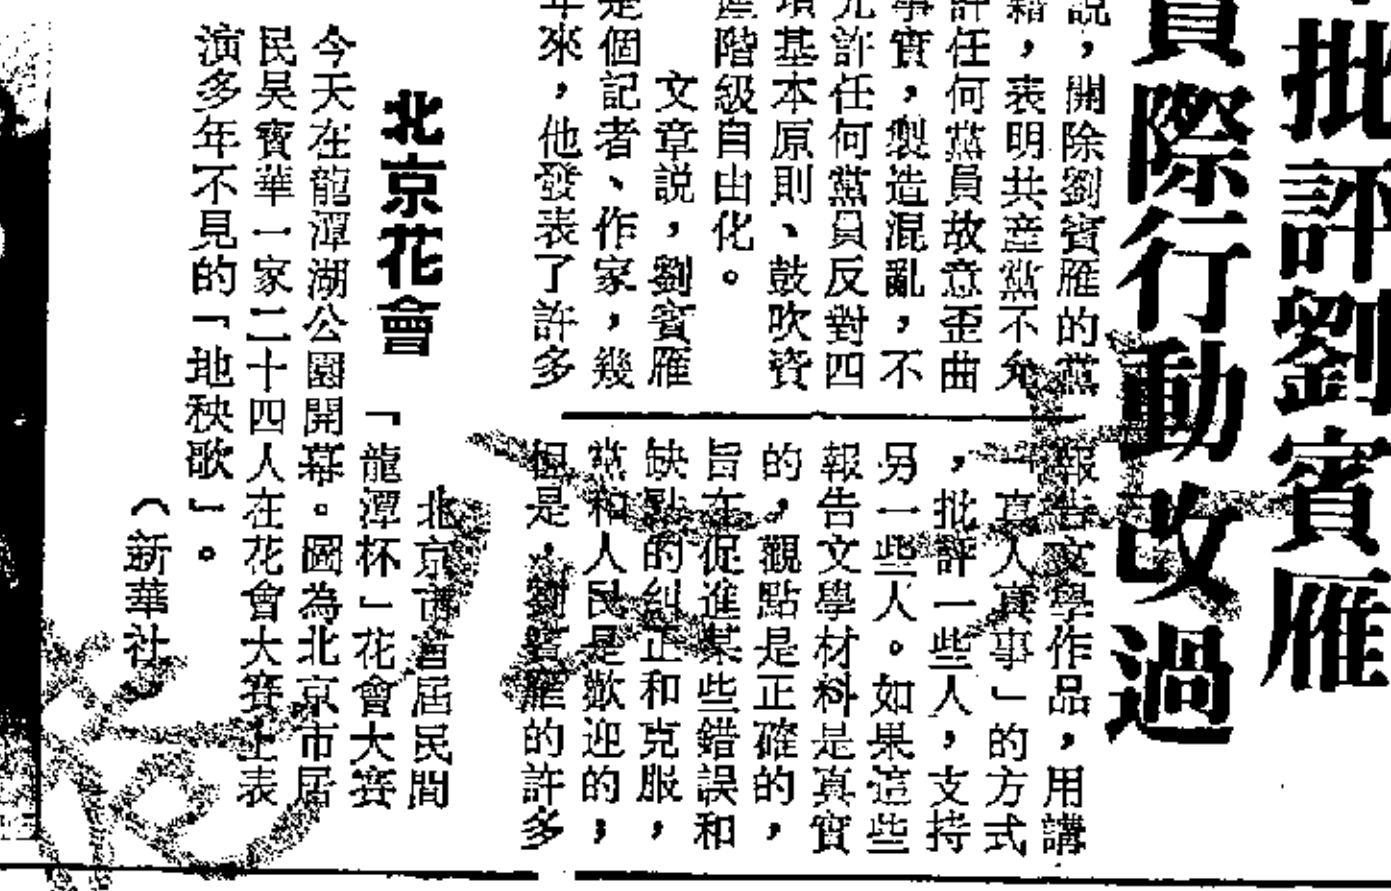 批評劉賓雁
員際行動改過
說，開除劉賓雁的黨
籍，表明共產黨不允
許任何黨員故意歪曲
事實，製造混亂，不
允許任何黨員反對四
項基本原則、鼓吹資
產階級自由化。
文章說，劉賓雁
是個記者、作家，幾
年來，他發表了許多
報告文學作品，用講
「真人真事」的方式
，批評一些人，支持
另一些人。如果這些
報告文學材料是真實
的，觀點是正確的，
旨在促進某些錯誤和
缺點的糾正和克服，
黨和人民是歡迎的；
但是，劉賓雁的許多
北京花會
北京市首屆民間
「龍潭杯」花會大賽
今天在龍潭湖公園開幕。圖為北京市居
民吳寶華一家二十四人在花會大賽上表
演多年不見的「地秧歌」。
（新華社）